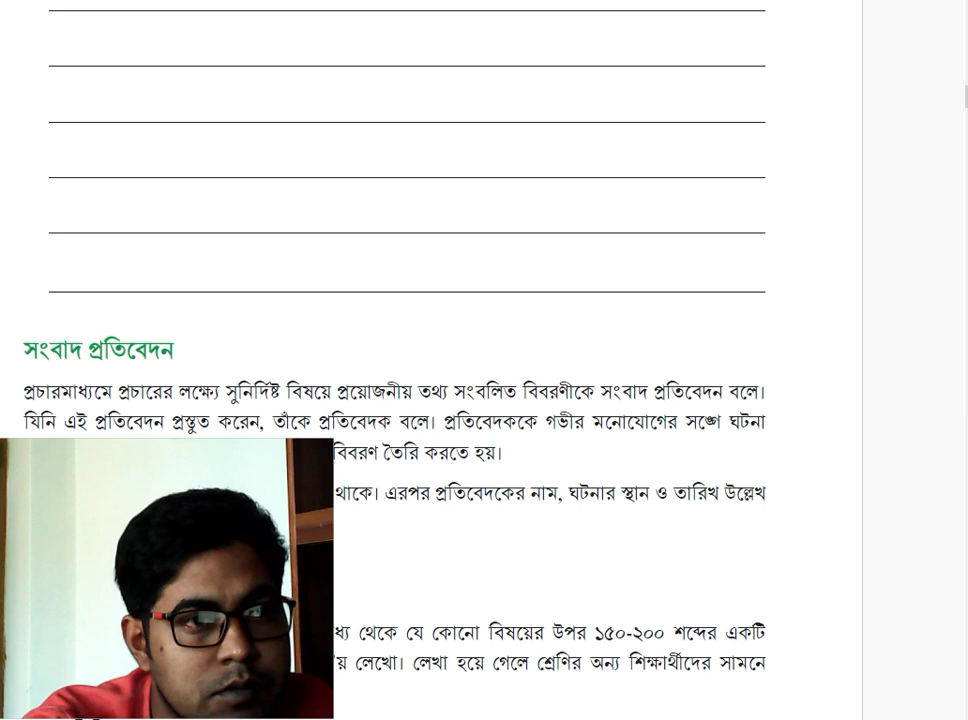 সংবাদ প্রতিবেদন
প্রচারমাধ্যমে প্রচারের লক্ষ্যে সুনির্দিষ্ট বিষয়ে প্রয়োজনীয় তথ্য সংবলিত বিবরণীকে সংবাদ প্রতিবেদন বলে।
যিনি এই প্রতিবেদন প্রস্তুত করেন, তাঁকে প্রতিবেদক বলে। প্রতিবেদককে গভীর মনোযোগের সঙ্গে ঘটনা
বিবরণ তৈরি করতে হয়।
থাকে। এরপর প্রতিবেদকের নাম, ঘটনার স্থান ও তারিখ উল্লেখ
থেকে যে কোনো বিষয়ের উপর ১৫০-২০০ শব্দের একটি
লেখো। লেখা হয়ে গেলে শ্রেণির অন্য শিক্ষার্থীদের সামনে